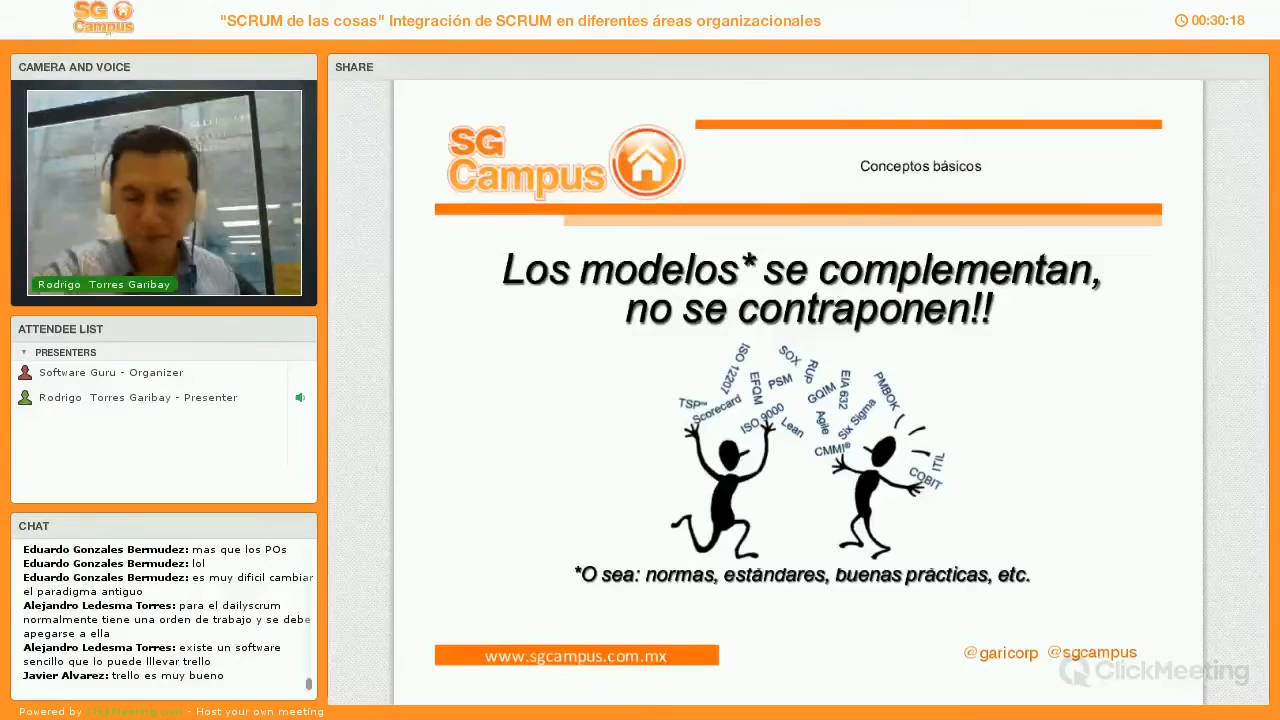 SG
Campus
"SCRUM de las cosas" Integración de SCRUM en diferentes áreas organizacionales
00:30:18
CAMERA AND VOICE
Rodrigo Torres Garibay
ATTENDEE LIST
PRESENTERS
Software Guru - Organizer
Rodrigo Torres Garibay - Presenter
CHAT
Eduardo Gonzales Bermudez: mas que los POs
Eduardo Gonzales Bermudez: lol
Eduardo Gonzales Bermudez: es muy dificil cambiar
el paradigma antiguo
Alejandro Ledesma Torres: para el dailyscrum
normalmente tiene una orden de trabajo y se debe
apegarse a ella
Alejandro Ledesma Torres: existe un software
sencillo que lo puede lllevar trello
Javier Alvarez: trello es muy bueno
Powered by ClickMeeting.com - Host your own meeting
SHARE
SG
Campus
Conceptos básicos
Los modelos* se complementan,
no se contraponen!!
ISO 12207
SOX
RUP
EFQM
PSM
GQIM
EIA 632
PMBOK
TSP™
Scorecard
ISO 9000
Lean
Agile
Six Sigma
CMMI®
ITIL
COBIT
*O sea: normas, estándares, buenas prácticas, etc.
www.sgcampus.com.mx
@garicorp @sgcampus
ClickMeeting